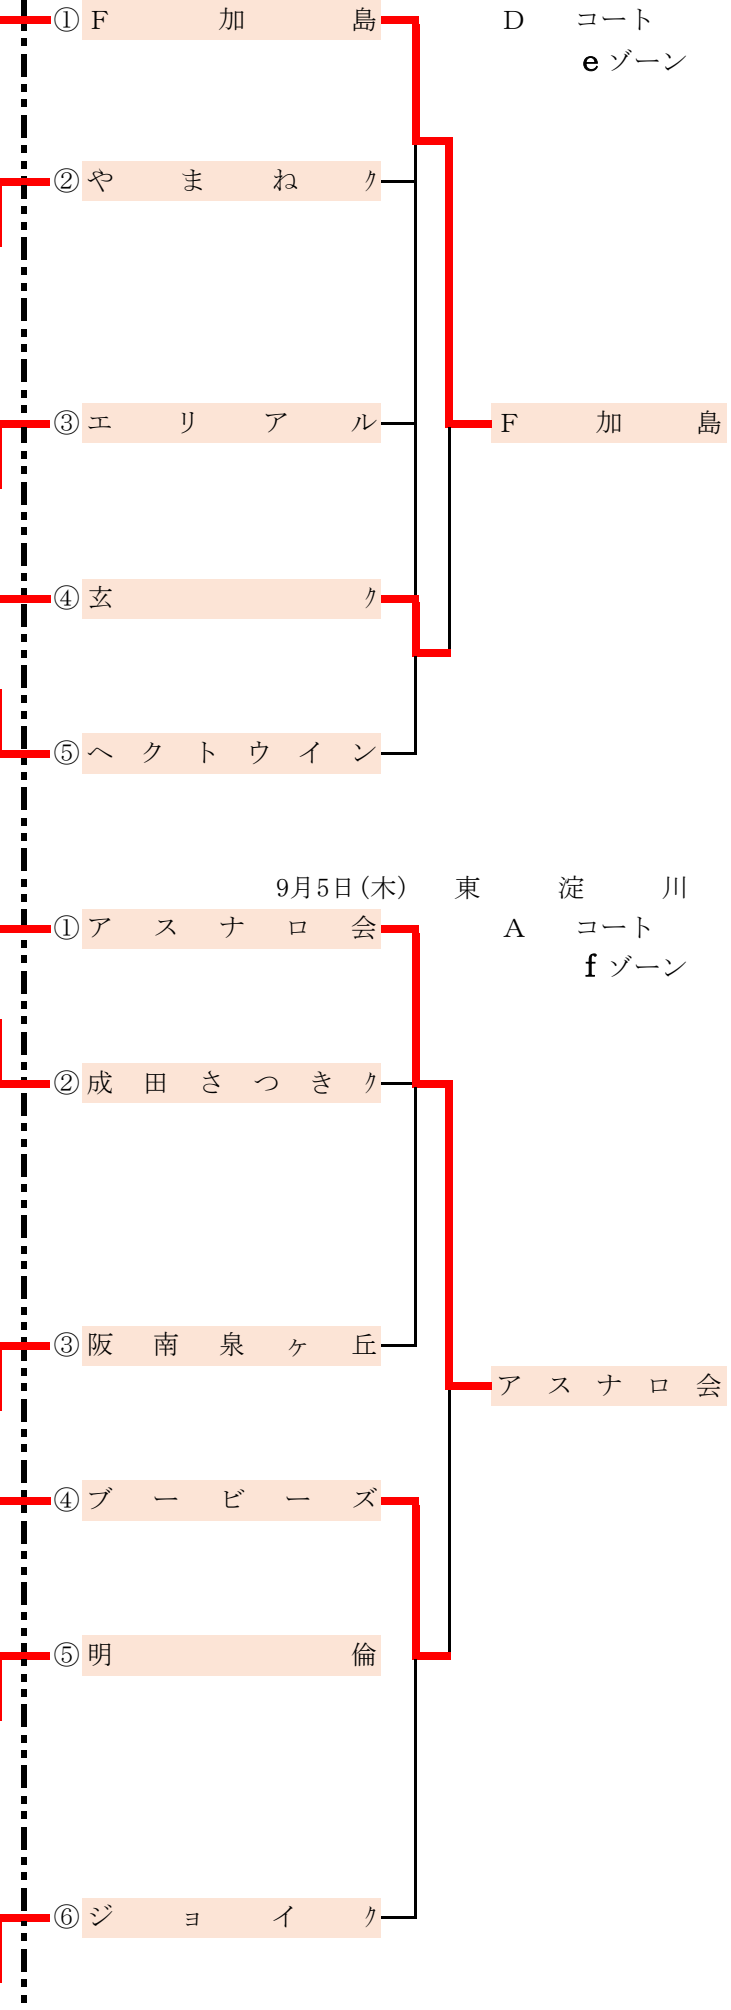 ①F加島 D コート
e ゾーン
②やまねｸ
③エリアル F加島
④玄ｸ
⑤ヘクトウイン
9月5日(木) 東淀川
①アスナロ会 A コート
f ゾーン
②成田さつきｸ
③阪南泉ヶ丘
アスナロ会
④ブービーズ
⑤明倫
⑥ジョイｸ